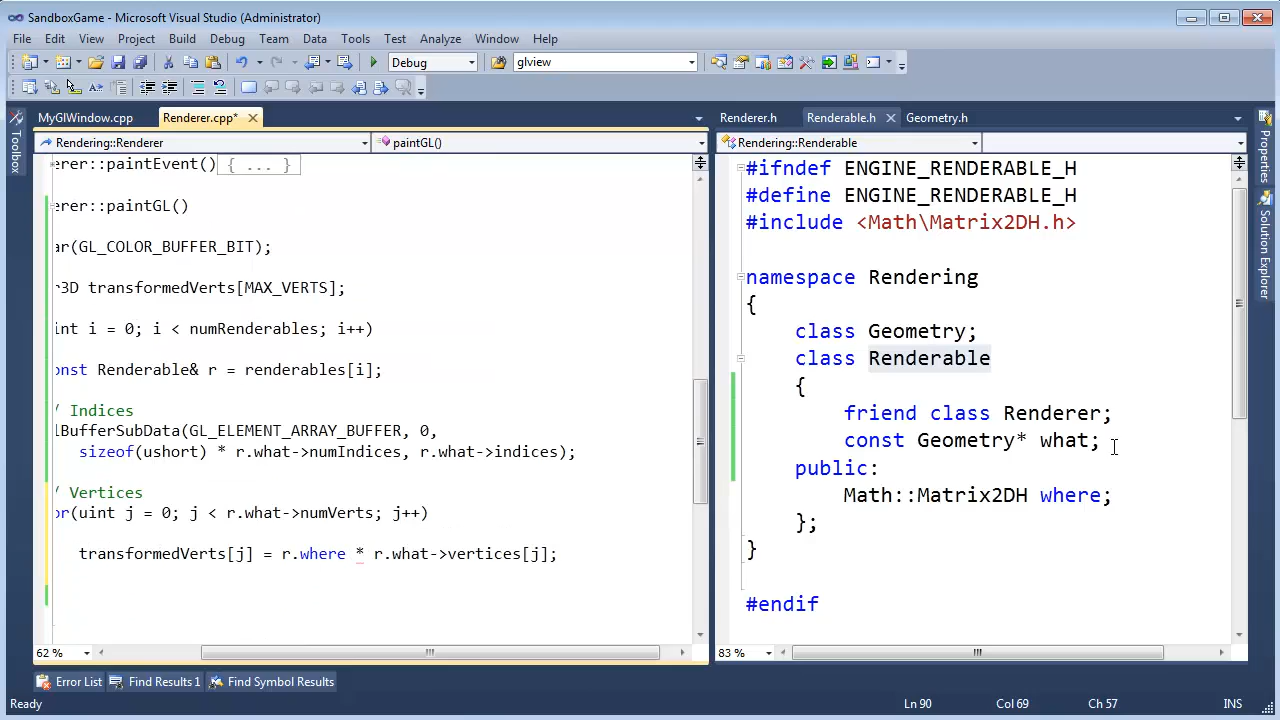 SandboxGame - Microsoft Visual Studio (Administrator)
File Edit View Project Build Debug Team Data Tools Test Analyze Window Help
Debug glview
MyGlWindow.cpp Renderer.cpp* Renderer.h Renderable.h Geometry.h
Rendering::Renderer paintGL() Rendering::Renderable
Toolbox
erer::paintEvent(){ ... }
erer::paintGL()
ar(GL_COLOR_BUFFER_BIT);
r3D transformedVerts[MAX_VERTS];
int i = 0; i < numRenderables; i++)
onst Renderable& r = renderables[i];
/ Indices
lBufferSubData(GL_ELEMENT_ARRAY_BUFFER, 0,
sizeof(ushort) * r.what->numIndices, r.what->indices);
/ Vertices
or(uint j = 0; j < r.what->numVerts; j++)
transformedVerts[j] = r.where * r.what->vertices[j];
62 %
#ifndef ENGINE_RENDERABLE_H
#define ENGINE_RENDERABLE_H
#include <Math\Matrix2DH.h>
namespace Rendering
{
class Geometry;
class Renderable
{
friend class Renderer;
const Geometry* what;
public:
Math::Matrix2DH where;
};
}
#endif
83 %
Properties
Solution Explorer
Error List Find Results 1 Find Symbol Results
Ready Ln 90 Col 69 Ch 57 INS